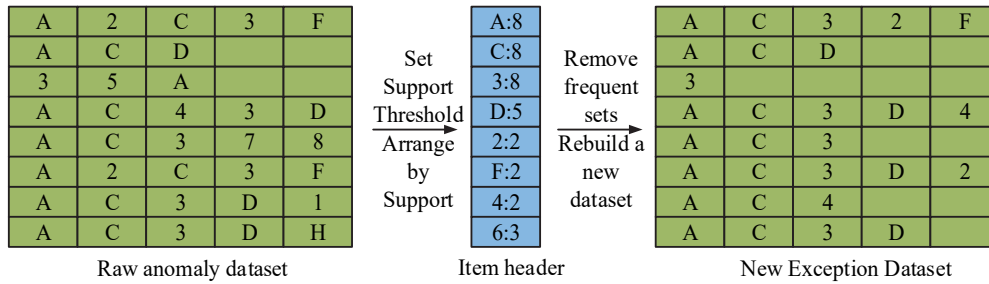 A 2 C 3 F
A C D
3 5 A
A C 4 3 D
A C 3 7 8
A 2 C 3 F
A C 3 D 1
A C 3 D H
Raw anomaly dataset
Set
Support
Threshold
Arrange
by
Support
A:8
C:8
3:8
D:5
2:2
F:2
4:2
6:3
Item header
Remove
frequent
sets
Rebuild a
new
dataset
A C 3 2 F
A C D
3
A C 3 D 4
A C 3
A C 3 D 2
A C 4
A C 3 D
New Exception Dataset